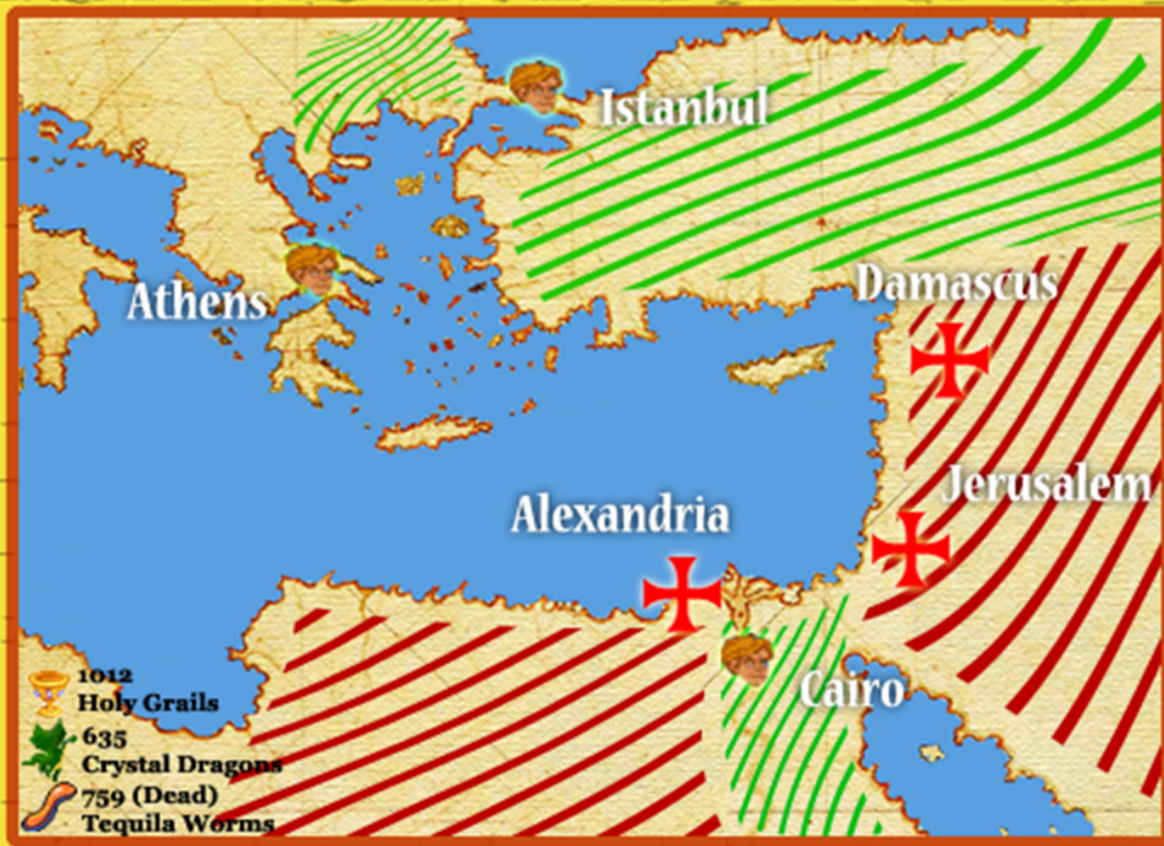 Istanbul
Damascus
Athens
Jerusalem
Alexandria
Cairo
1012
Holy Grails
635
Crystal Dragons
759 (Dead)
Tequila Worms